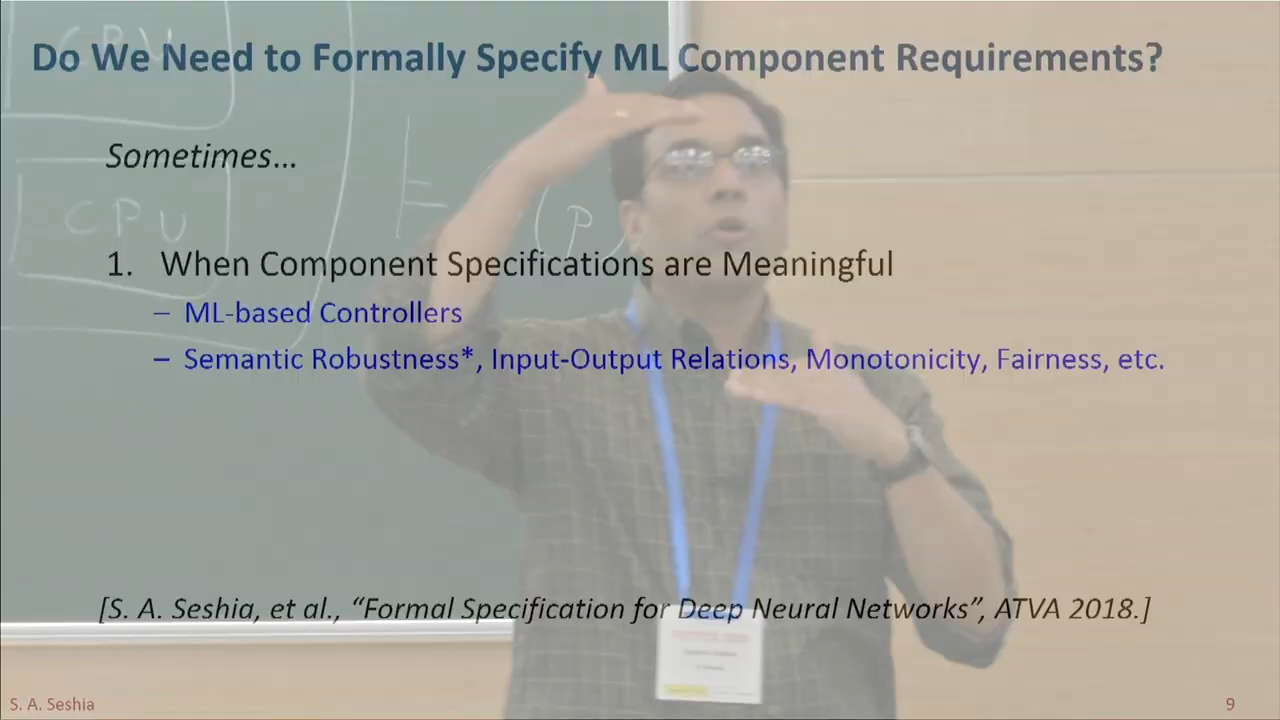 Do We Need to Formally Specify ML Component Requirements?
CPU
Sometimes...
CPU
(P
1. When Component Specifications are Meaningful
– ML-based Controllers
– Semantic Robustness*, Input-Output Relations, Monotonicity, Fairness, etc.
[S. A. Seshia, et al., “Formal Specification for Deep Neural Networks”, ATVA 2018.]
S. A. Seshia
9